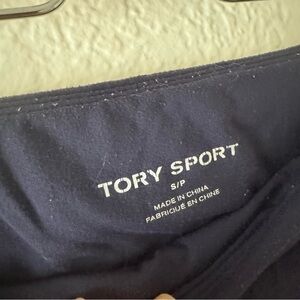 TORY SPORT
S/P
MADE IN CHINA
FABRIQUÉ EN CHINE